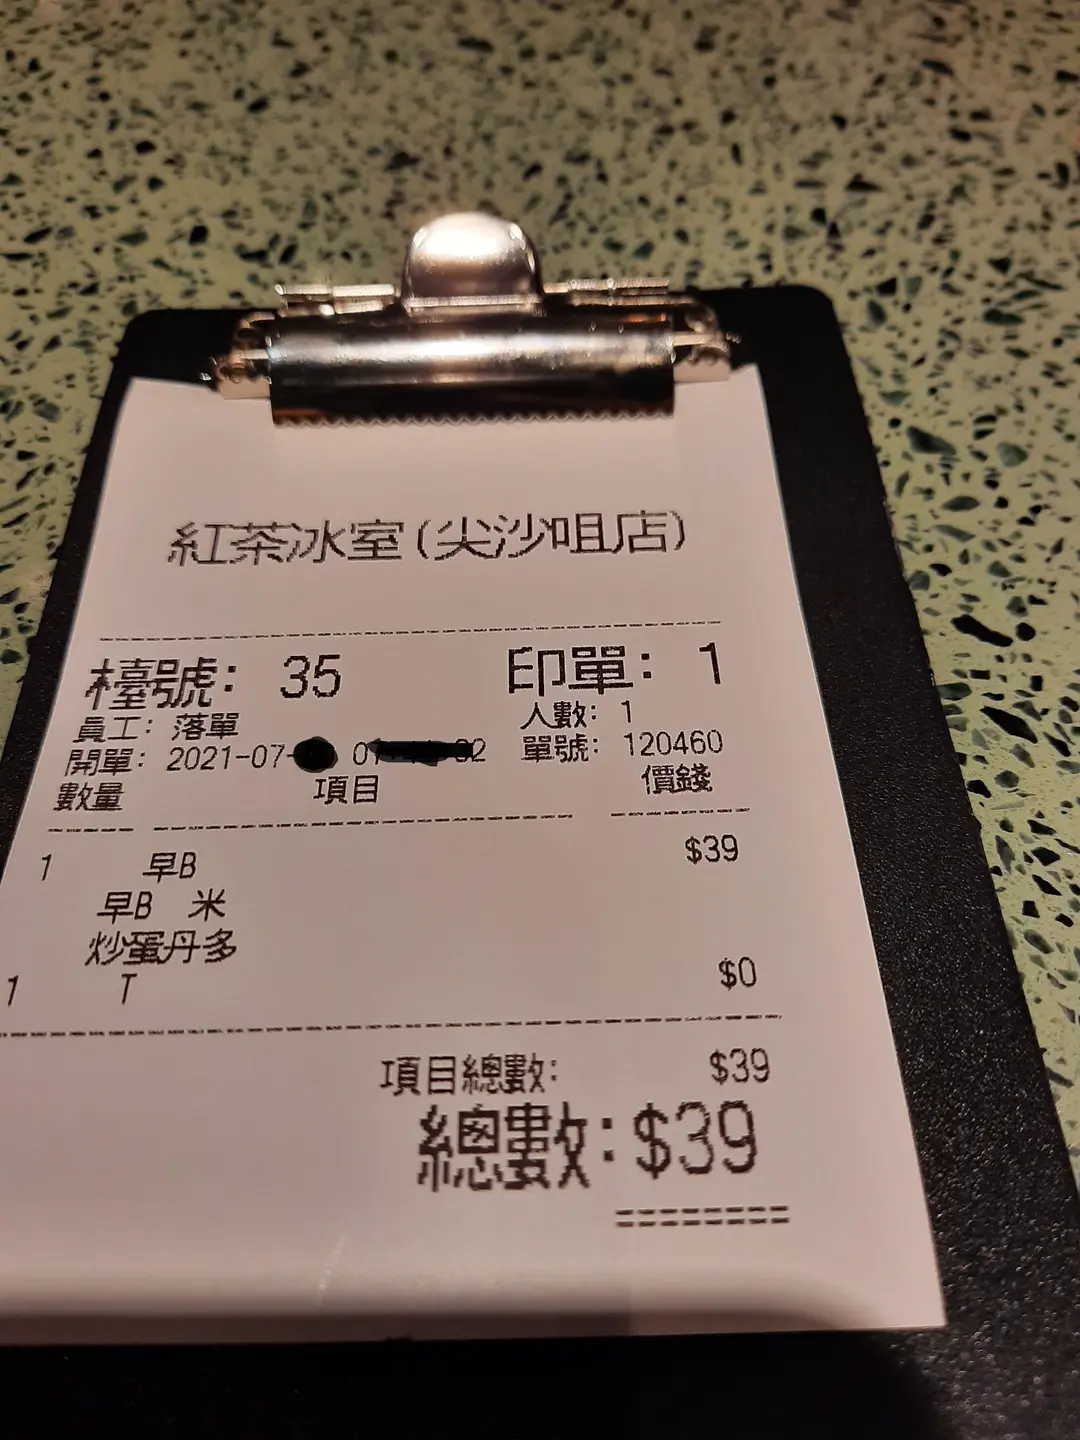 紅茶冰室(尖沙咀店)
檯號: 35 印單: 1
員工: 落單 人數: 1
開單: 2021-07- 單號: 120460
數量 項目 價錢
1 早B $39
早B 米
炒蛋丹多
1 T $0
項目總數: $39
總數:$39
========